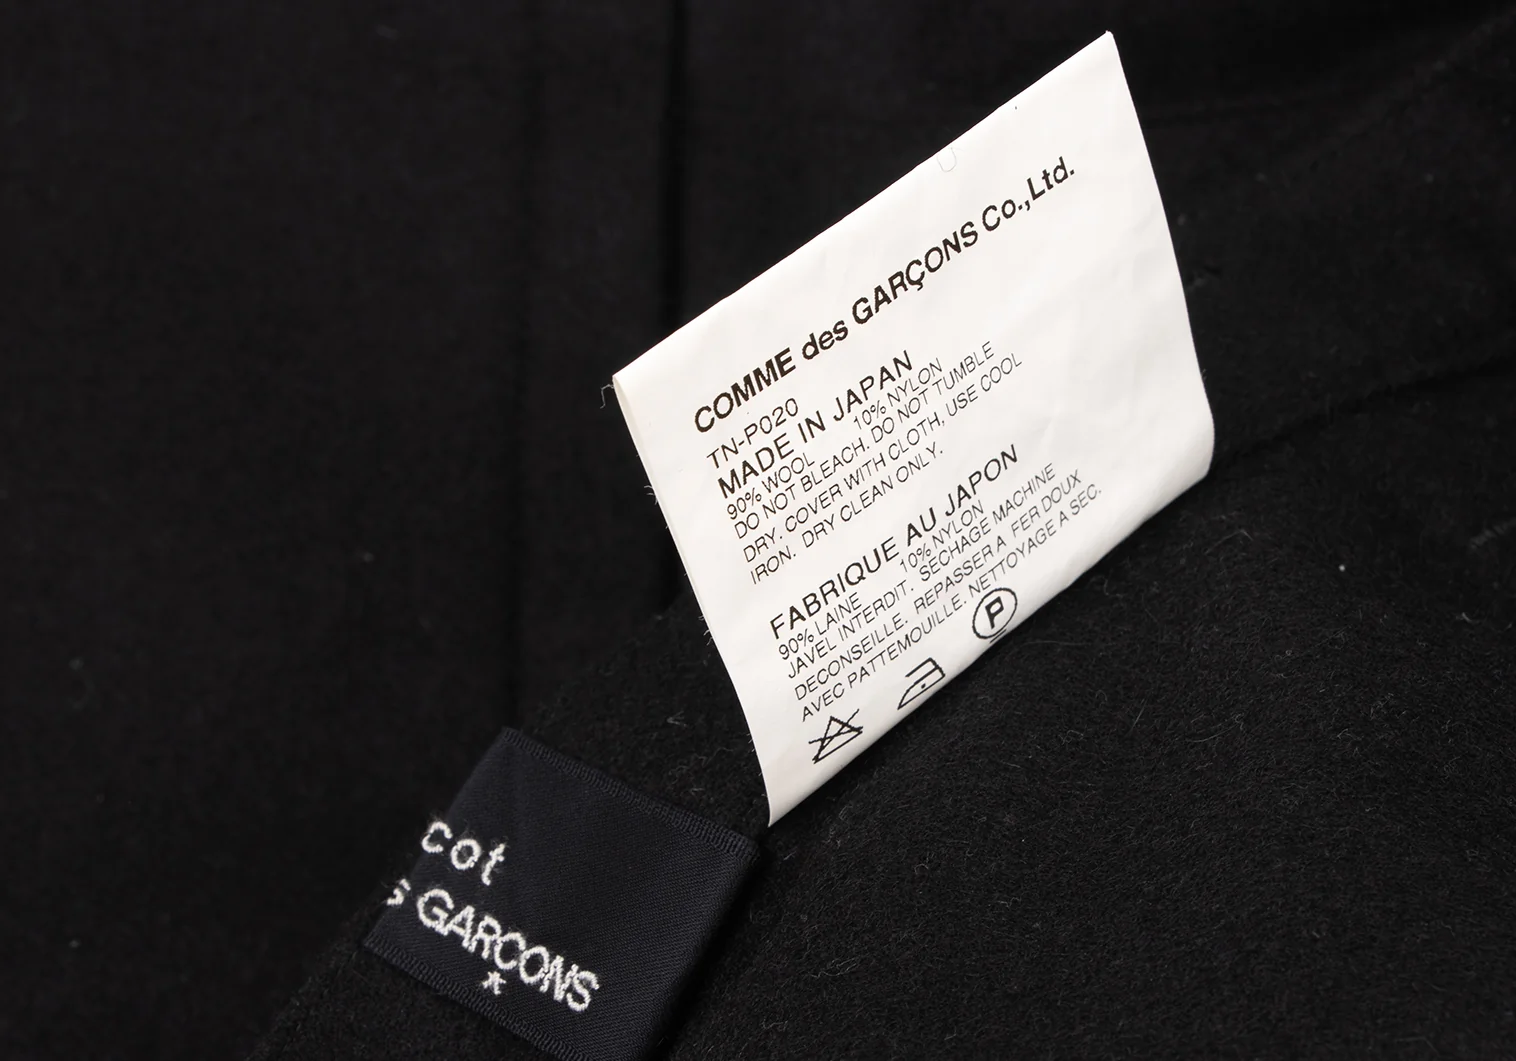 COMME des GARÇONS Co.,Ltd.
TN-P020
MADE IN JAPAN
90% WOOL 10% NYLON
DO NOT BLEACH. DO NOT TUMBLE
DRY. COVER WITH CLOTH, USE COOL
IRON. DRY CLEAN ONLY.
FABRIQUE AU JAPON
90% LAINE 10% NYLON
JAVEL INTERDIT. SECHAGE MACHINE
DECONSEILLE. REPASSER A FER DOUX
AVEC PATTEMOUILLE. NETTOYAGE A SEC.
P
cot
s GARCONS